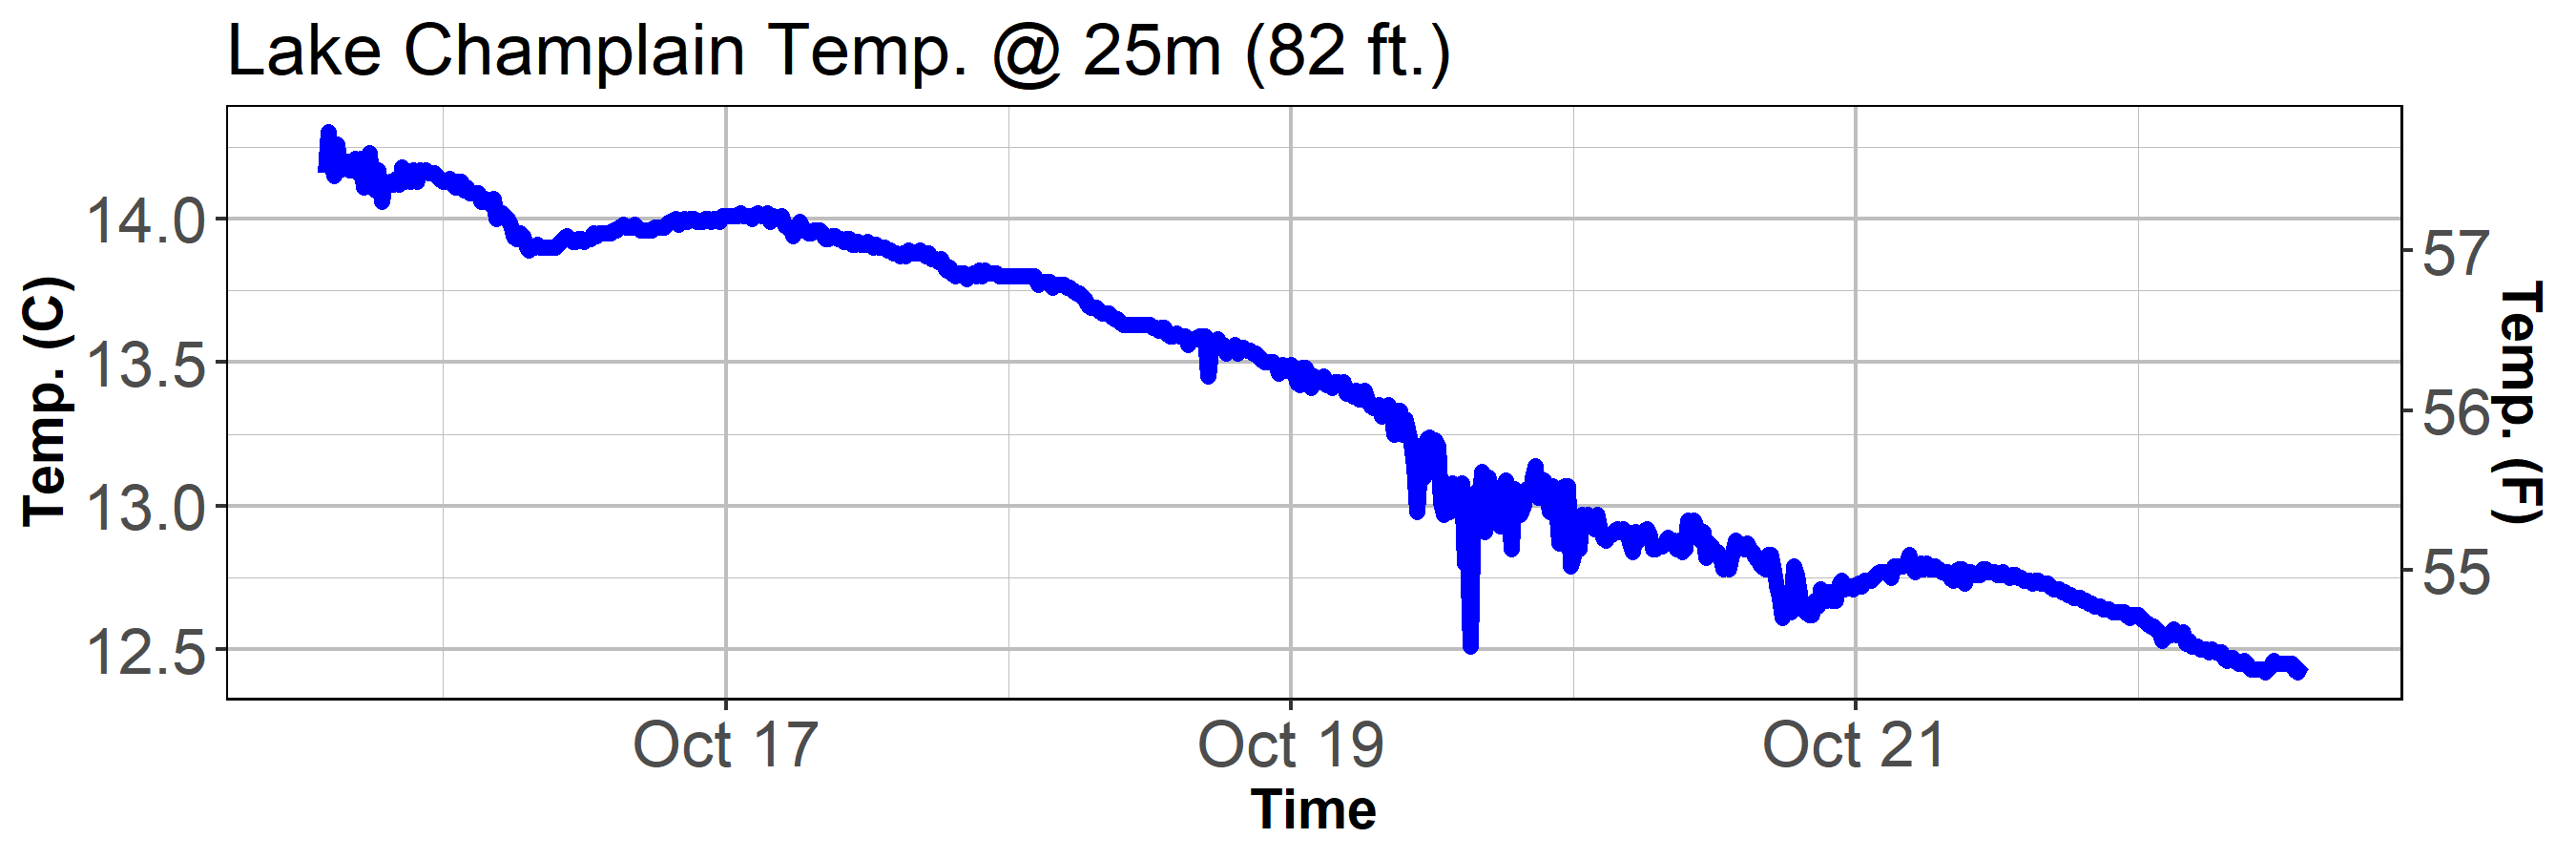 Lake Champlain Temp. @ 25m (82 ft.)
Temp. (C)
14.0
13.5
13.0
12.5
57
56
55
Temp. (F)
Oct 17
Oct 19
Oct 21
Time